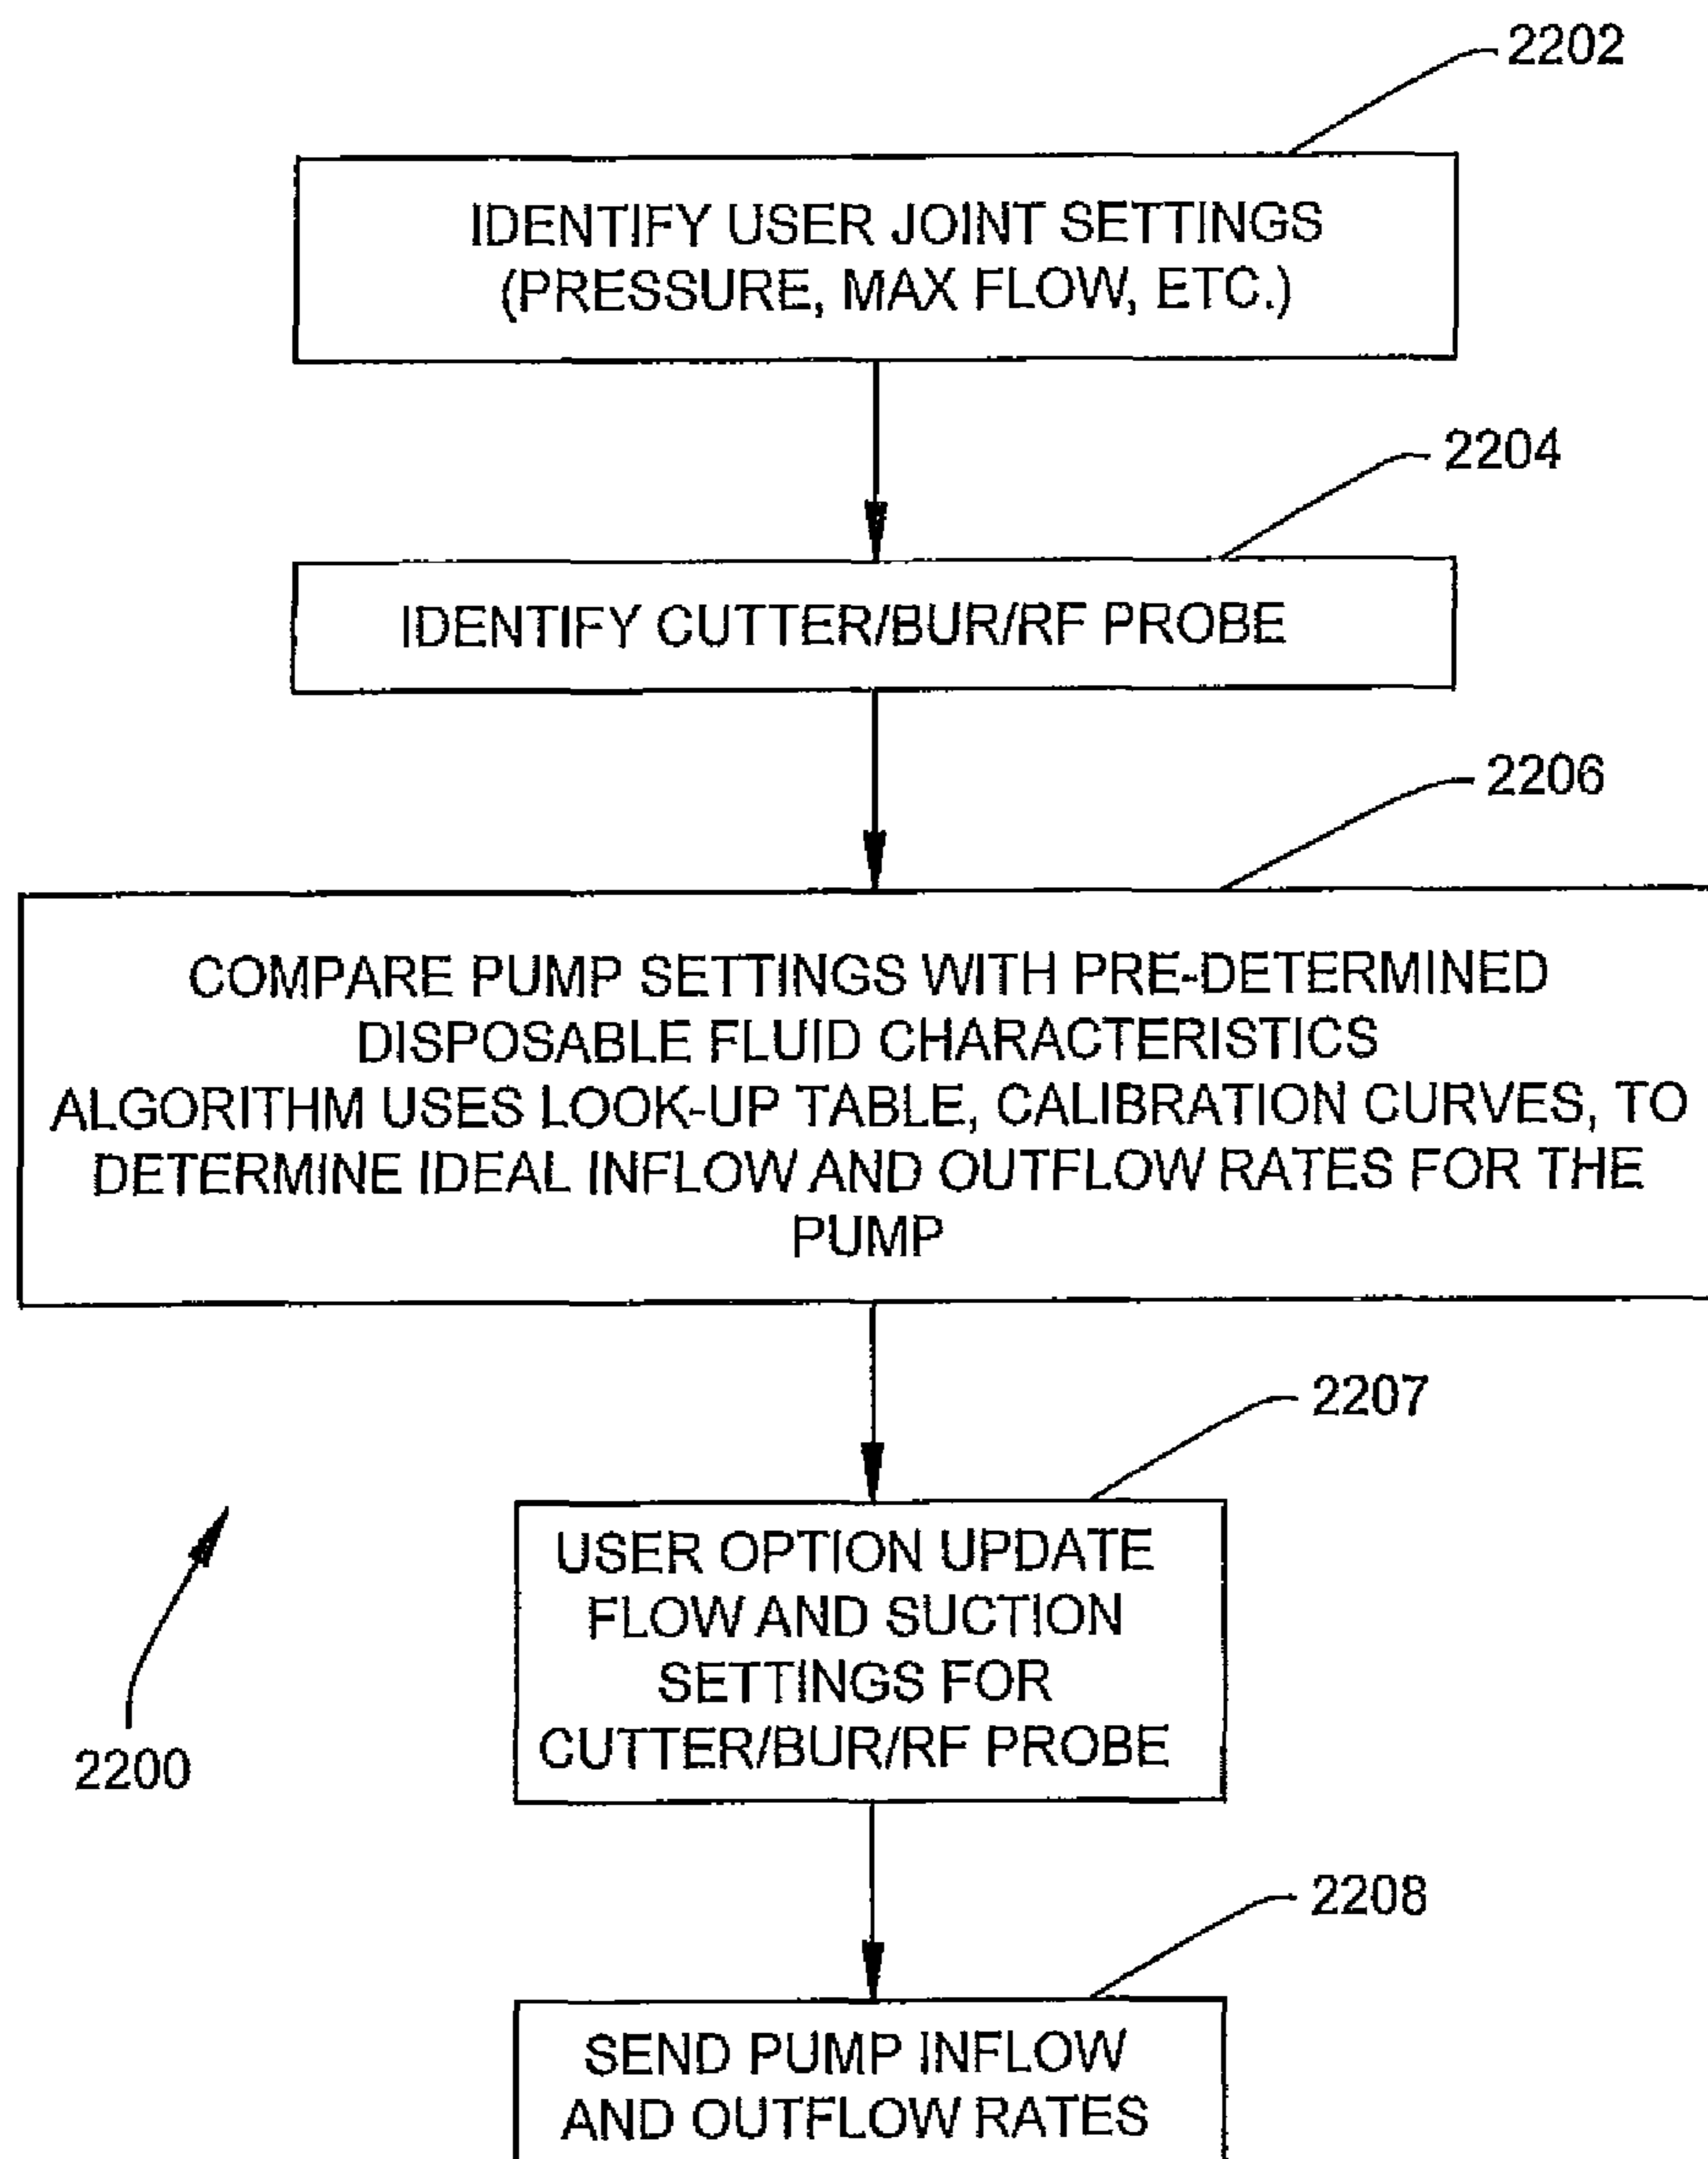 2202
IDENTIFY USER JOINT SETTINGS
(PRESSURE, MAX FLOW, ETC.)
2204
IDENTIFY CUTTER/BUR/RF PROBE
2206
COMPARE PUMP SETTINGS WITH PRE-DETERMINED
DISPOSABLE FLUID CHARACTERISTICS
ALGORITHM USES LOOK-UP TABLE, CALIBRATION CURVES, TO
DETERMINE IDEAL INFLOW AND OUTFLOW RATES FOR THE
PUMP
2207
USER OPTION UPDATE
FLOW AND SUCTION
SETTINGS FOR
CUTTER/BUR/RF PROBE
2200
2208
SEND PUMP INFLOW
AND OUTFLOW RATES